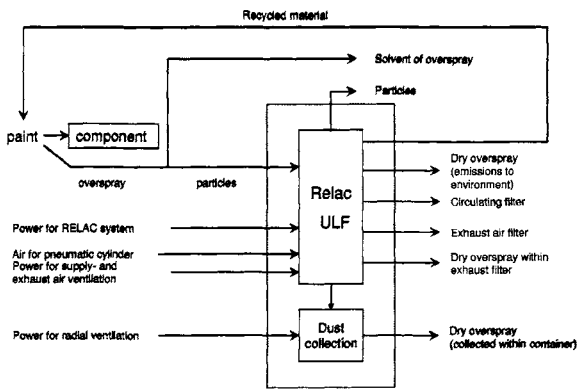 Recycled material
Solvent of overspray
Particles
paint
component
overspray
particles
Relac
ULF
Dry overspray
(emissions to
environment)
Circulating filter
Exhaust air filter
Dry overspray within
exhaust filter
Power for RELAC system
Air for pneumatic cylinder
Power for supply- and
exhaust air ventilation
Power for radial ventilation
Dust
collection
Dry overspray
(collected within container)